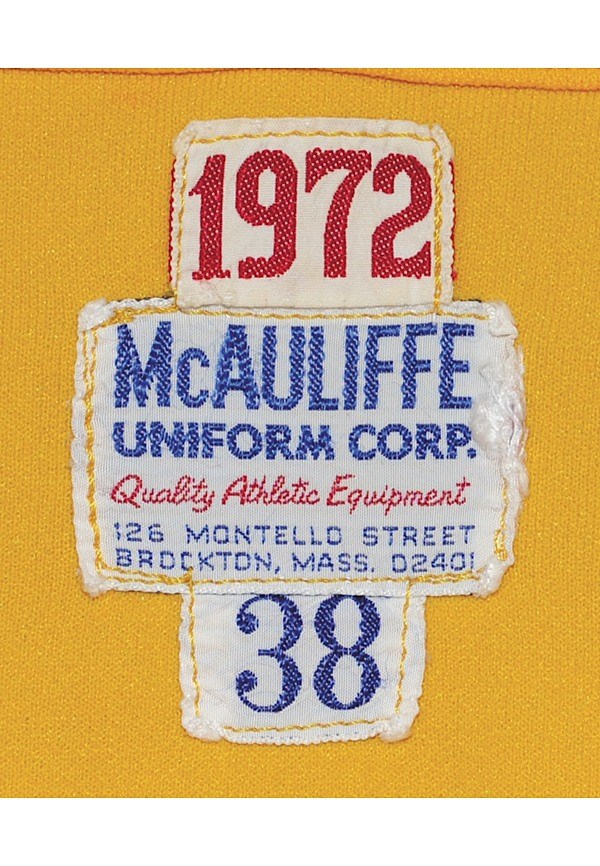 1972
McAULIFFE
UNIFORM CORP.
Quality Athletic Equipment
126 MONTELLO STREET
BROCKTON, MASS. 02401
38